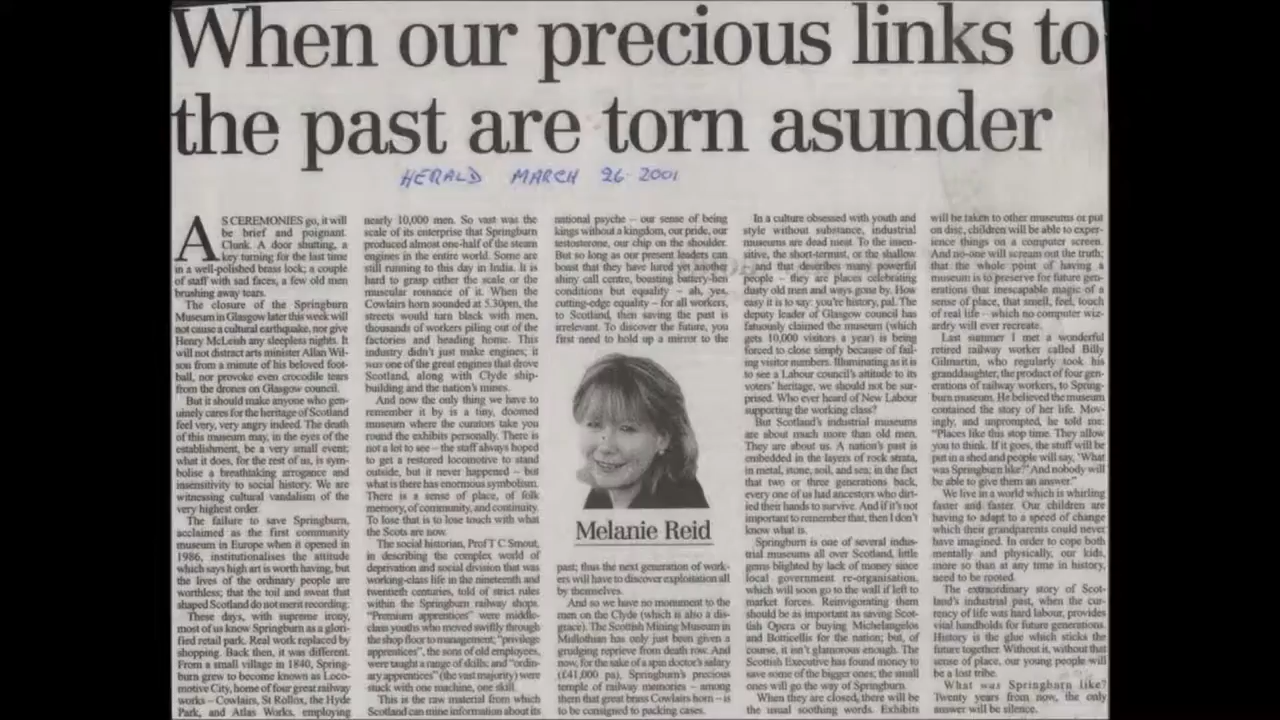 When our precious links to
the past are torn asunder
HERALD MARCH 26 2001
AS CEREMONIES go, it will
be brief and poignant.
Clunk. A door shutting, a
key turning for the last time
in a well-polished brass lock; a couple
of staff with sad faces, a few old men
brushing away tears.
The closure of the Springburn
Museum in Glasgow later this week will
not cause a cultural earthquake, nor give
Henry McLeish any sleepless nights. It
will not distract arts minister Allan Wil-
son from a minute of his beloved foot-
ball, nor provoke even crocodile tears
from the drones on Glasgow council.
But it should make anyone who gen-
uinely cares for the heritage of Scotland
feel very, very angry indeed. The death
of this museum may, in the eyes of the
establishment, be a very small event;
what it does, for the rest of us, is sym-
bolise a breathtaking arrogance and
insensitivity to social history. We are
witnessing cultural vandalism of the
very highest order.
The failure to save Springburn,
acclaimed as the first community
museum in Europe when it opened in
1986, institutionalises the attitude
which says high art is worth having, but
the lives of the ordinary people are
worthless; that the toil and sweat that
shaped Scotland do not merit recording.
These days, with supreme irony,
most of us know Springburn as a glori-
fied retail park. Real work replaced by
shopping. Back then, it was different.
From a small village in 1840, Spring-
burn grew to become known as Loco-
motive City, home of four great railway
works – Cowlairs, St Rollox, the Hyde
Park, and Atlas Works, employing
nearly 10,000 men. So vast was the
scale of its enterprise that Springburn
produced almost one-half of the steam
engines in the entire world. Some are
still running to this day in India. It is
hard to grasp either the scale or the
muscular romance of it. When the
Cowlairs horn sounded at 5.30pm, the
streets would turn black with men,
thousands of workers piling out of the
factories and heading home. This
industry didn't just make engines; it
was one of the great engines that drove
Scotland, along with Clyde ship-
building and the nation's mines.
And now the only thing we have to
remember it by is a tiny, doomed
museum where the curators take you
round the exhibits personally. There is
not a lot to see – the staff always hoped
to get a restored locomotive to stand
outside, but it never happened – but
what is there has enormous symbolism.
There is a sense of place, of folk
memory, of community, and continuity.
To lose that is to lose touch with what
the Scots are now.
The social historian, Prof T C Smout,
in describing the complex world of
deprivation and social division that was
working-class life in the nineteenth and
twentieth centuries, told of strict rules
within the Springburn railway shops.
"Premium apprentices" were middle-
class youths who moved swiftly through
the shop floor to management; "privilege
apprentices", the sons of old employees,
were taught a range of skills; and "ordin-
ary apprentices" (the vast majority) were
stuck with one machine, one skill.
This is the raw material from which
Scotland can mine information about its
national psyche – our sense of being
kings without a kingdom, our pride, our
testosterone, our chip on the shoulder.
But so long as our present leaders can
boast that they have lured yet another
shiny call centre, boasting battery-hen
conditions but equality – ah, yes,
cutting-edge equality – for all workers,
to Scotland, then saving the past is
irrelevant. To discover the future, you
first need to hold up a mirror to the
Melanie Reid
past; thus the next generation of work-
ers will have to discover exploitation all
by themselves.
And so we have no monument to the
men on the Clyde (which is also a dis-
grace). The Scottish Mining Museum in
Midlothian has only just been given a
grudging reprieve from death row. And
now, for the sake of a spin doctor's salary
(£41,000 pa), Springburn's precious
temple of railway memories – among
them that great brass Cowlairs horn – is
to be consigned to packing cases.
In a culture obsessed with youth and
style without substance, industrial
museums are dead meat. To the insen-
sitive, the short-termist, or the shallow
– and that describes many powerful
people – they are places celebrating
dusty old men and ways gone by. How
easy it is to say: you're history, pal. The
deputy leader of Glasgow council has
fatuously claimed the museum (which
gets 10,000 visitors a year) is being
forced to close simply because of fail-
ing visitor numbers. Illuminating as it is
to see a Labour council's attitude to its
voters' heritage, we should not be sur-
prised. Who ever heard of New Labour
supporting the working class?
But Scotland's industrial museums
are about much more than old men.
They are about us. A nation's past is
embedded in the layers of rock strata,
in metal, stone, soil, and sea; in the fact
that two or three generations back,
every one of us had ancestors who dirt-
ied their hands to survive. And if it's not
important to remember that, then I don't
know what is.
Springburn is one of several indus-
trial museums all over Scotland, little
gems blighted by lack of money since
local government re-organisation,
which will soon go to the wall if left to
market forces. Reinvigorating them
should be as important as saving Scot-
tish Opera or buying Michelangelos
and Botticellis for the nation; but, of
course, it isn't glamorous enough. The
Scottish Executive has found money to
save some of the bigger ones; the small
ones will go the way of Springburn.
When they are closed, there will be
the usual soothing words. Exhibits
will be taken to other museums or put
on disc, children will be able to exper-
ience things on a computer screen.
And no-one will scream out the truth;
that the whole point of having a
museum is to preserve for future gen-
erations that inescapable magic of a
sense of place, that smell, feel, touch
of real life – which no computer wiz-
ardry will ever recreate.
Last summer I met a wonderful
retired railway worker called Billy
Gilmartin, who regularly took his
granddaughter, the product of four gen-
erations of railway workers, to Spring-
burn museum. He believed the museum
contained the story of her life. Mov-
ingly, and unprompted, he told me:
"Places like this stop time. They allow
you to think. If it goes, the stuff will be
put in a shed and people will say, 'What
was Springburn like?' And nobody will
be able to give them an answer."
We live in a world which is whirling
faster and faster. Our children are
having to adapt to a speed of change
which their grandparents could never
have imagined. In order to cope both
mentally and physically, our kids,
more so than at any time in history,
need to be rooted.
The extraordinary story of Scot-
land's industrial past, when the cur-
rency of life was hard labour, provides
vital handholds for future generations.
History is the glue which sticks the
future together. Without it, without that
sense of place, our young people will
be a lost tribe.
What was Springburn like?
Twenty years from now, the only
answer will be silence.